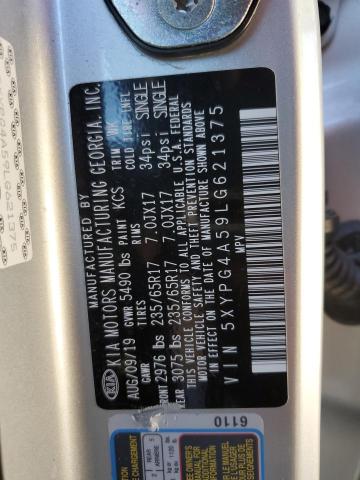 MANUFACTURED BY
KIA KIA MOTORS MANUFACTURING GEORGIA, INC.
AUG/09/19 PAINT KCS TRIM WK
GVWR 5490 lbs
GAWR TIRES RIMS COLD TIRE INFL
FRONT 2976 lbs 235/65R17 7.0JX17 34psi SINGLE
REAR 3075 lbs 235/65R17 7.0JX17 34psi SINGLE
THIS VEHICLE CONFORMS TO ALL APPLICABLE U.S.A. FEDERAL
MOTOR VEHICLE SAFETY AND THEFT PREVENTION STANDARDS
IN EFFECT ON THE DATE OF MANUFACTURE SHOWN ABOVE.
VIN 5XYPG4A59LG621375
MPV
6110
REAR